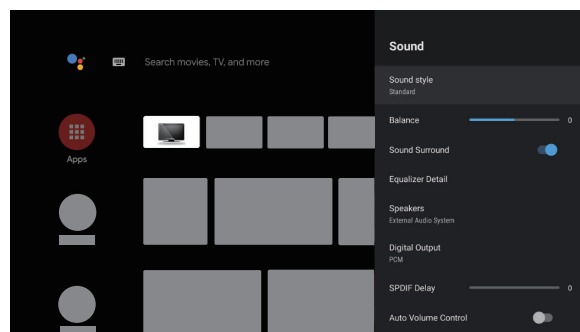 Search movies, TV, and more
Apps
Sound
Sound style
Standard
Balance 0
Sound Surround
Equalizer Detail
Speakers
External Audio System
Digital Output
PCM
SPDIF Delay 0
Auto Volume Control